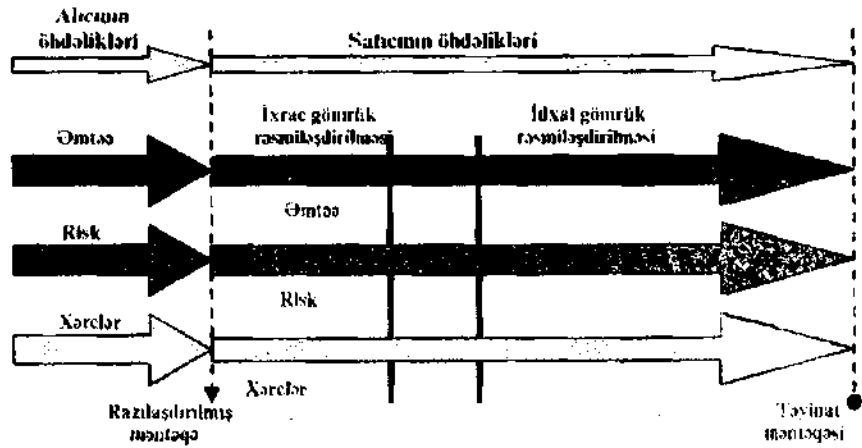 Alıcının
öhdəlikləri
Satıcının öhdəlikləri
İxrac gömrük
rəsmiləşdirilməsi
İdxal gömrük
rəsmiləşdirilməsi
Əmtəə
Əmtəə
Risk
Risk
Xərclər
Xərclər
Razılaşdırılmış
məntəqə
Təyinat
məntəqəsi